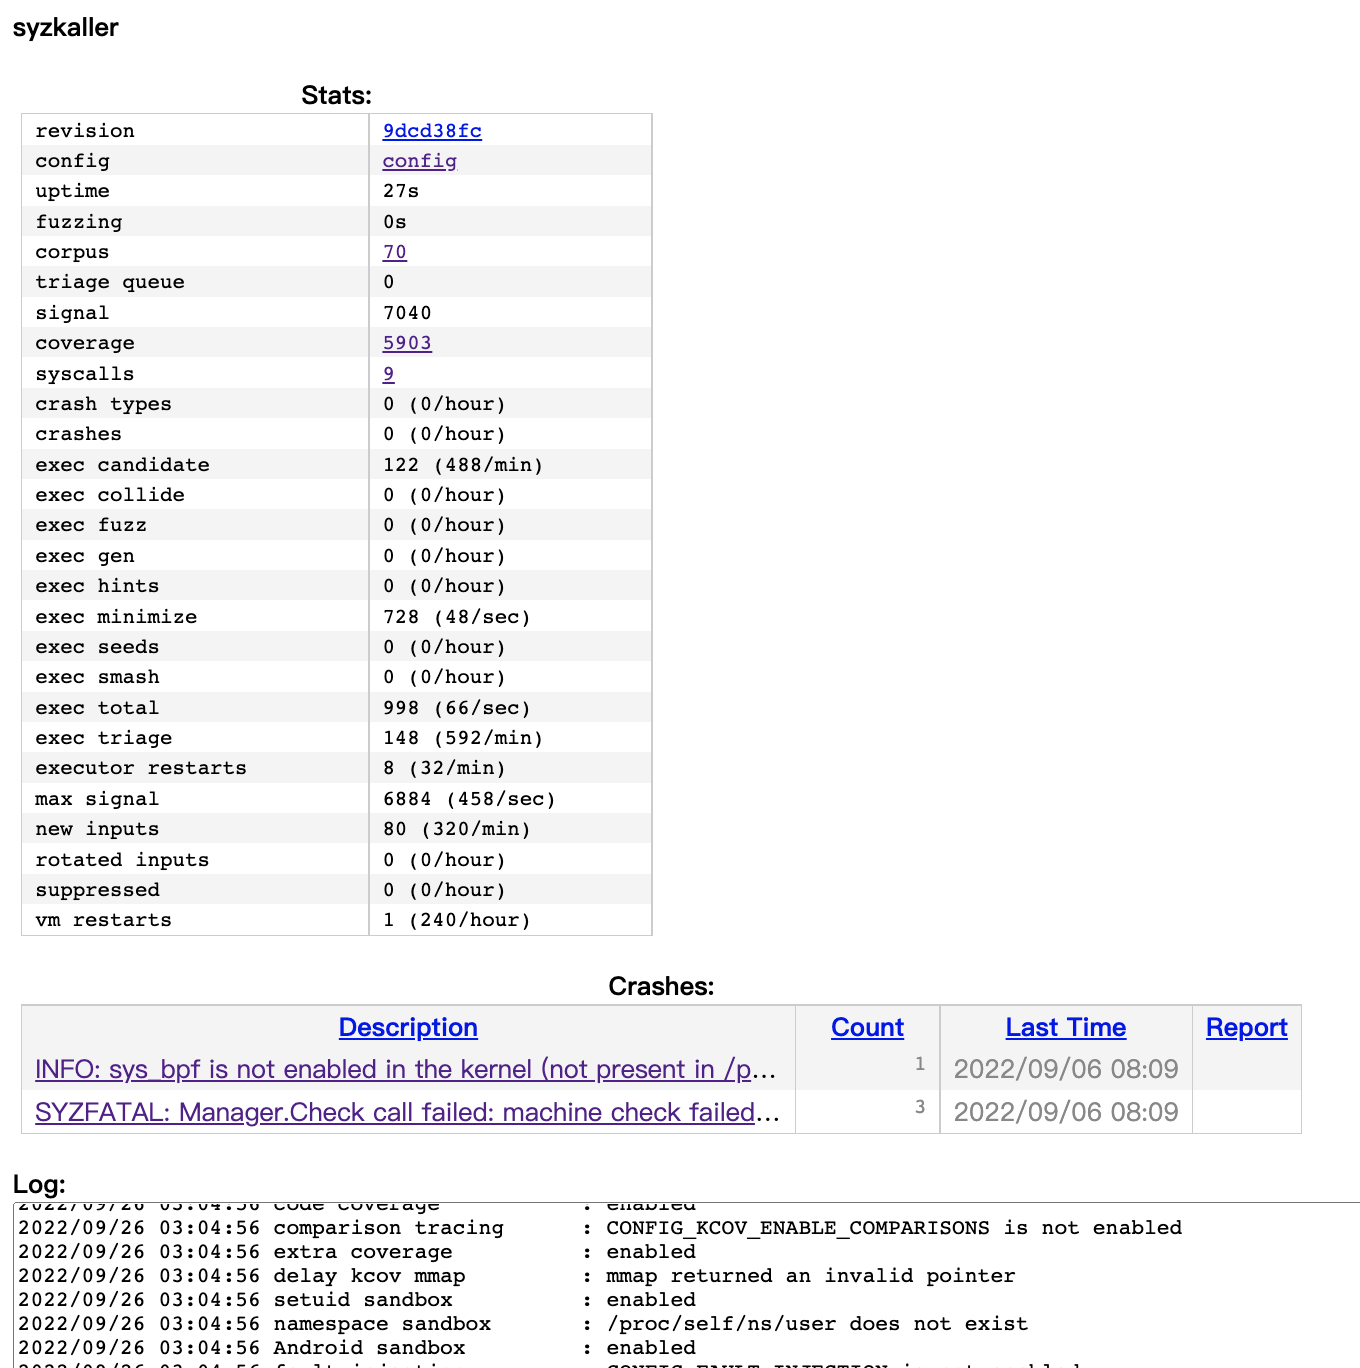 syzkaller
Stats:
revision 9dcd38fc
config config
uptime 27s
fuzzing 0s
corpus 70
triage queue 0
signal 7040
coverage 5903
syscalls 9
crash types 0 (0/hour)
crashes 0 (0/hour)
exec candidate 122 (488/min)
exec collide 0 (0/hour)
exec fuzz 0 (0/hour)
exec gen 0 (0/hour)
exec hints 0 (0/hour)
exec minimize 728 (48/sec)
exec seeds 0 (0/hour)
exec smash 0 (0/hour)
exec total 998 (66/sec)
exec triage 148 (592/min)
executor restarts 8 (32/min)
max signal 6884 (458/sec)
new inputs 80 (320/min)
rotated inputs 0 (0/hour)
suppressed 0 (0/hour)
vm restarts 1 (240/hour)
Crashes:
Description Count Last Time Report
INFO: sys_bpf is not enabled in the kernel (not present in /p... 1 2022/09/06 08:09
SYZFATAL: Manager.Check call failed: machine check failed... 3 2022/09/06 08:09
Log:
2022/09/26 03:04:56 code coverage : enabled
2022/09/26 03:04:56 comparison tracing : CONFIG_KCOV_ENABLE_COMPARISONS is not enabled
2022/09/26 03:04:56 extra coverage : enabled
2022/09/26 03:04:56 delay kcov mmap : mmap returned an invalid pointer
2022/09/26 03:04:56 setuid sandbox : enabled
2022/09/26 03:04:56 namespace sandbox : /proc/self/ns/user does not exist
2022/09/26 03:04:56 Android sandbox : enabled